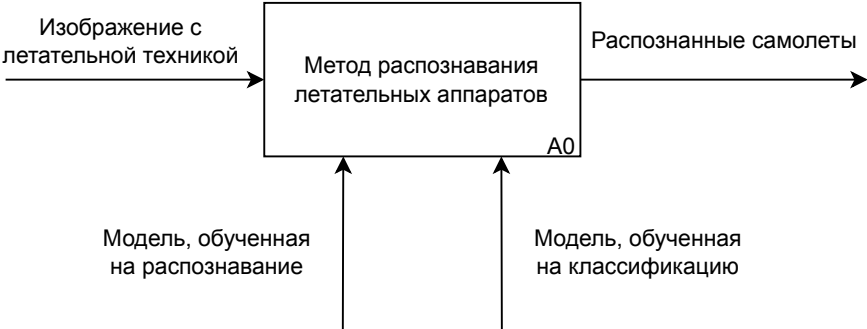 Изображение с
летательной техникой
Метод распознавания
летательных аппаратов
A0
Распознанные самолеты
Модель, обученная
на распознавание
Модель, обученная
на классификацию